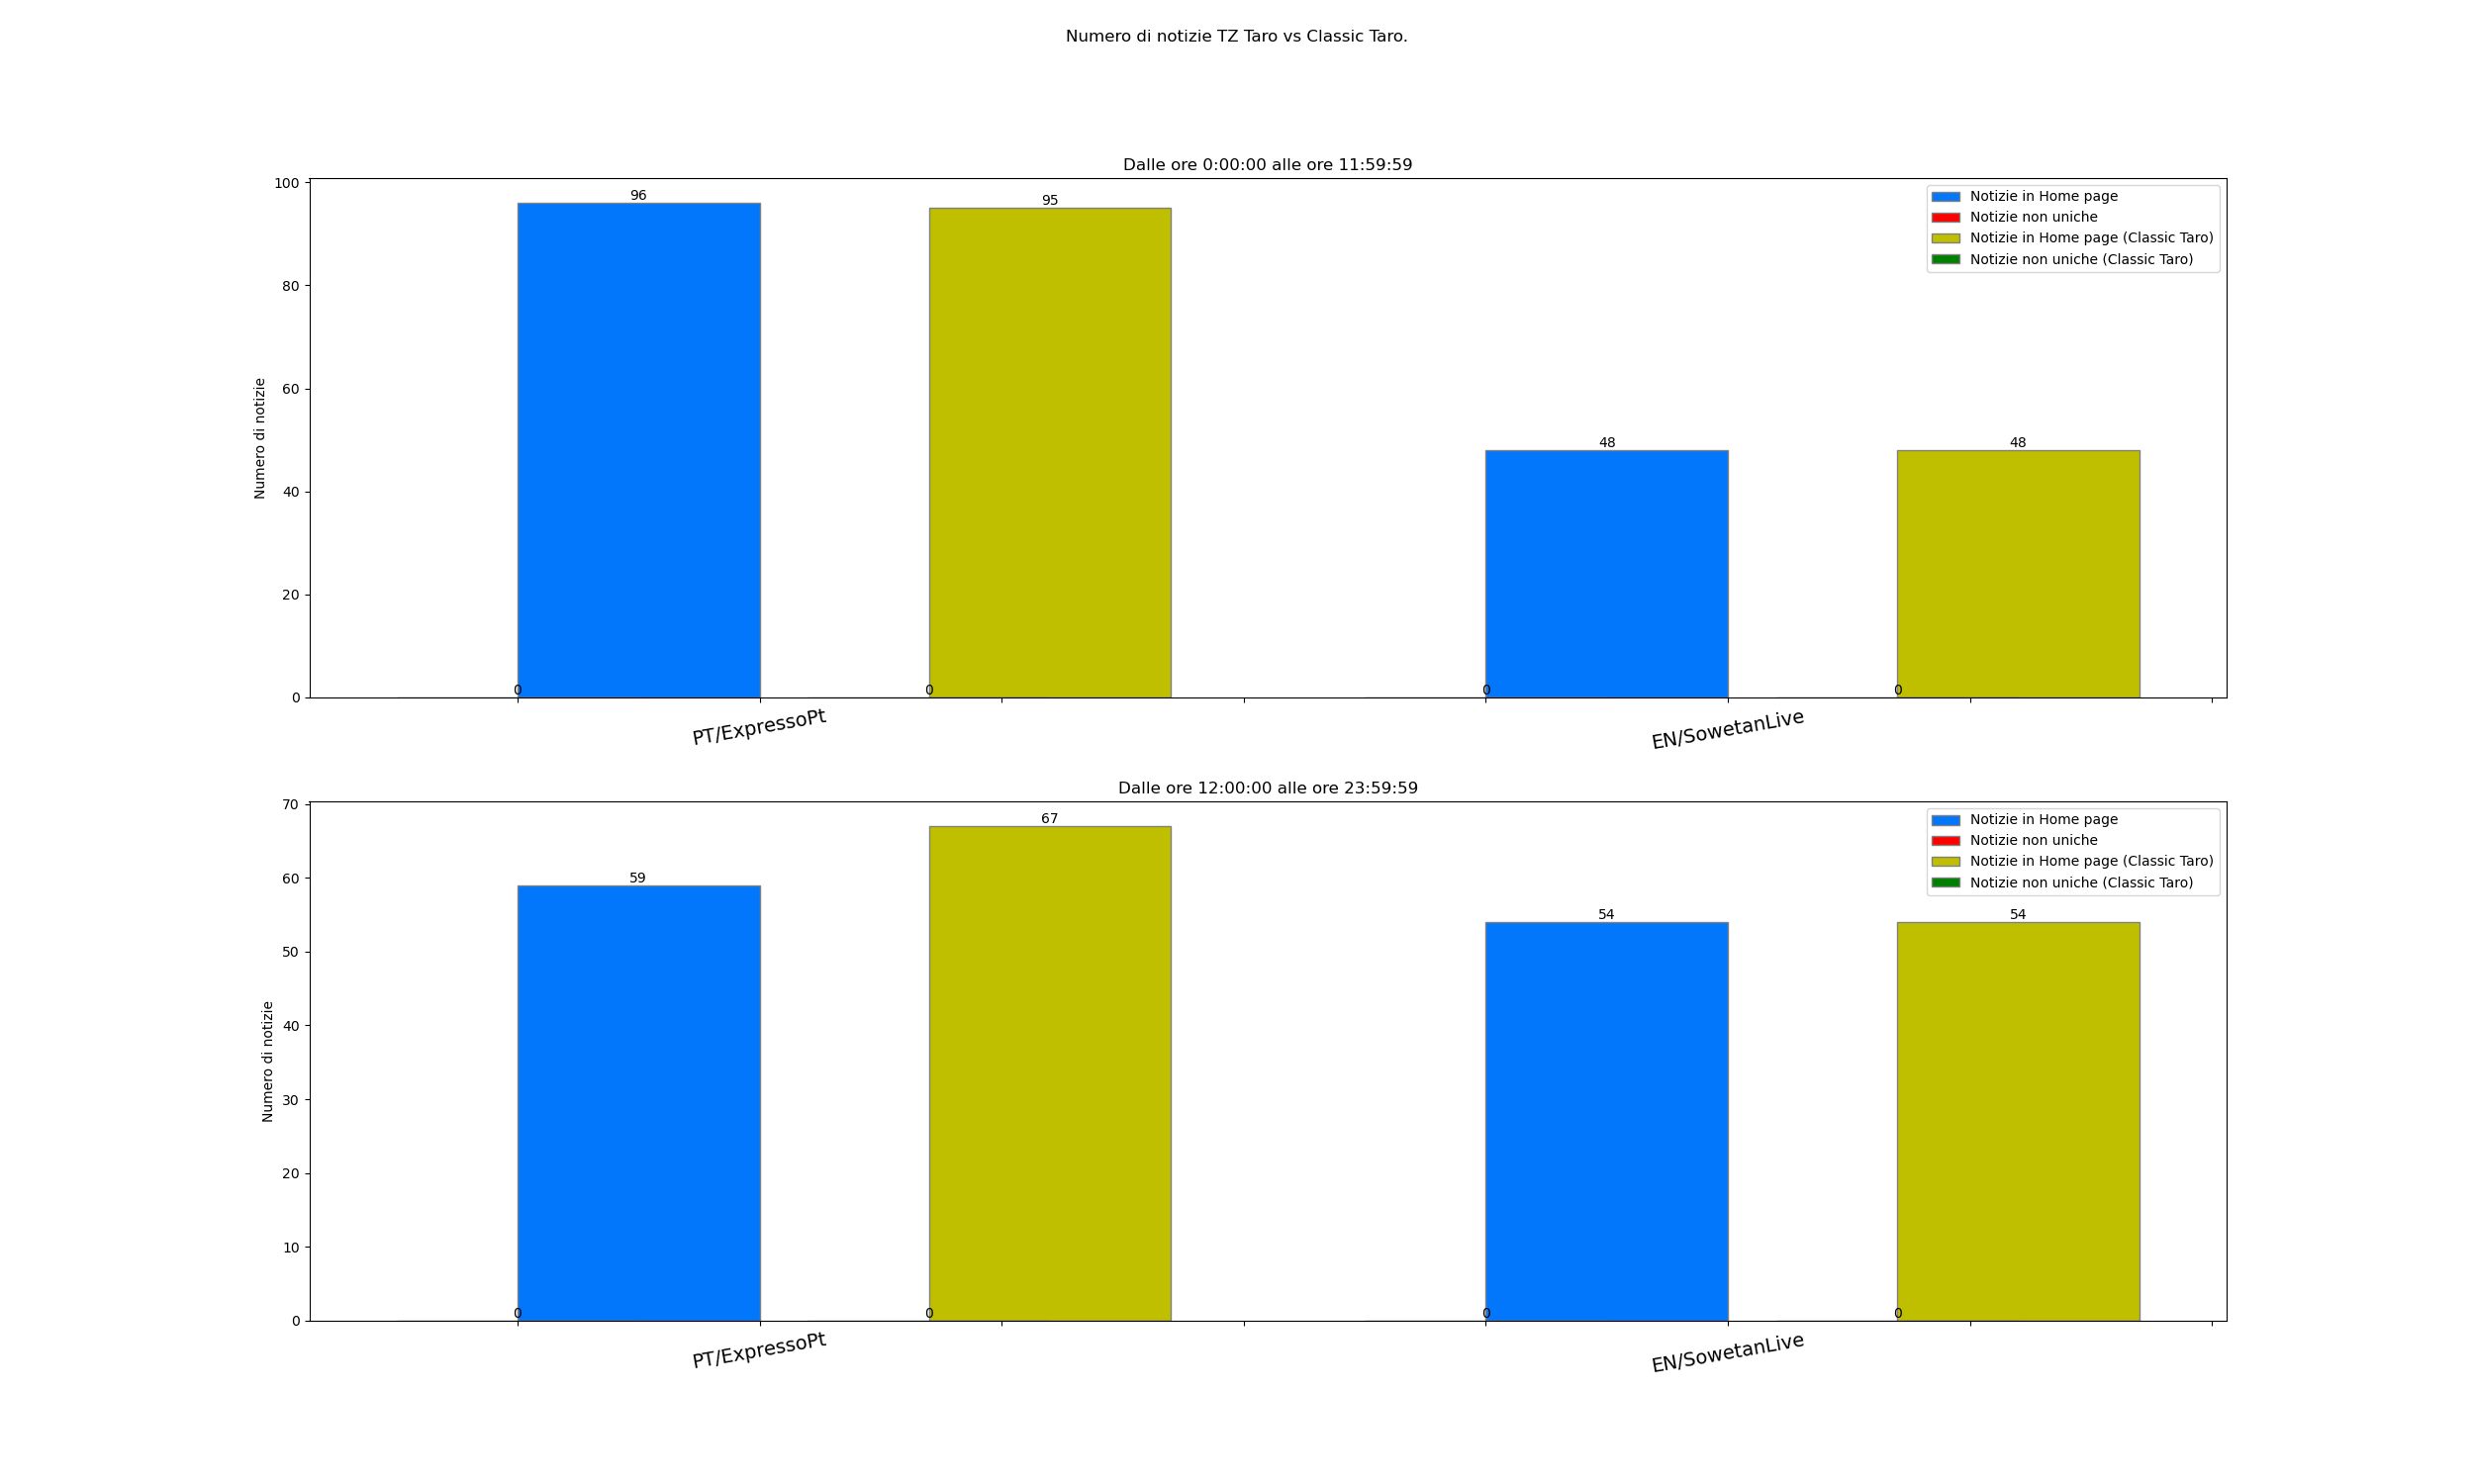 Numero di notizie TZ Taro vs Classic Taro.
Dalle ore 0:00:00 alle ore 11:59:59
Numero di notizie
100
80
60
40
20
0
96
95
48
48
0
0
0
0
Notizie in Home page
Notizie non uniche
Notizie in Home page (Classic Taro)
Notizie non uniche (Classic Taro)
PT/ExpressoPt
EN/SowetanLive
Dalle ore 12:00:00 alle ore 23:59:59
Numero di notizie
70
60
50
40
30
20
10
0
59
67
54
54
0
0
0
0
Notizie in Home page
Notizie non uniche
Notizie in Home page (Classic Taro)
Notizie non uniche (Classic Taro)
PT/ExpressoPt
EN/SowetanLive